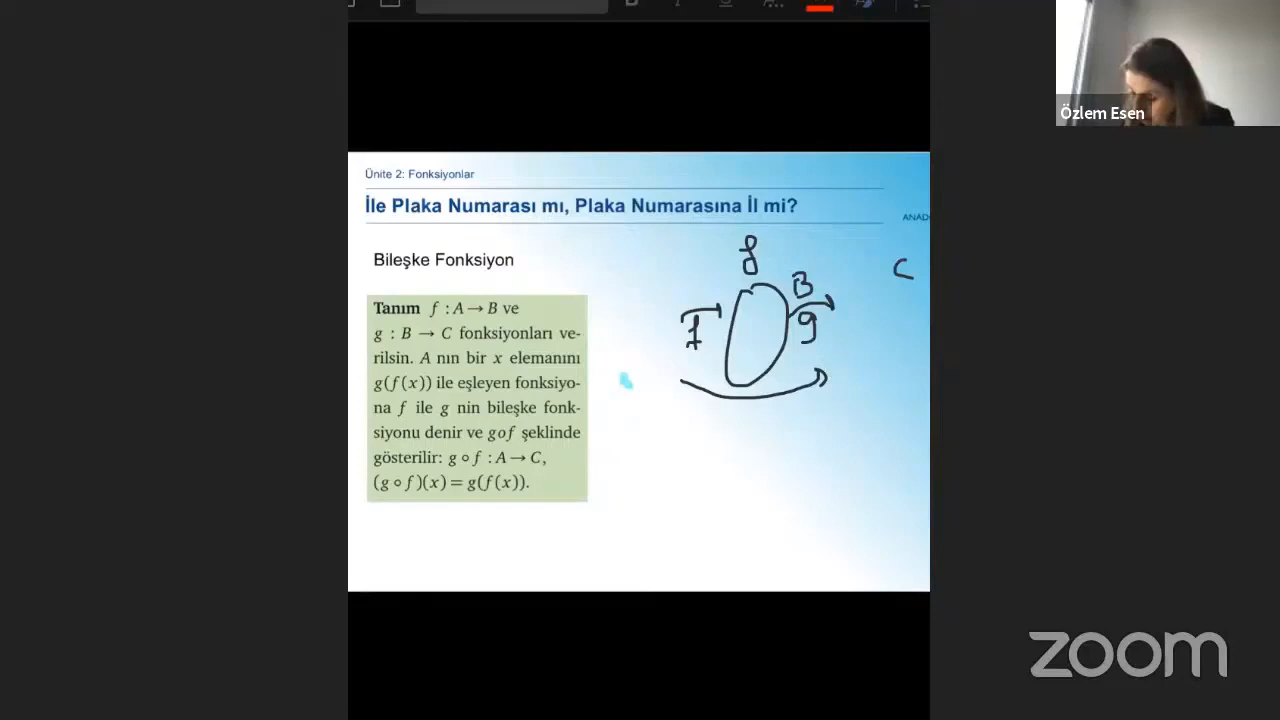 Özlem Esen
Ünite 2: Fonksiyonlar
İle Plaka Numarası mı, Plaka Numarasına İl mi?
ANAD
Bileşke Fonksiyon
Tanım f : A → B ve
g : B → C fonksiyonları ve-
rilsin. A nın bir x elemanını
g(f(x)) ile eşleyen fonksiyo-
na f ile g nin bileşke fonk-
siyonu denir ve gof şeklinde
gösterilir: g ∘ f : A → C,
(g ∘ f)(x) = g(f(x)).
B
C
f
g
zoom